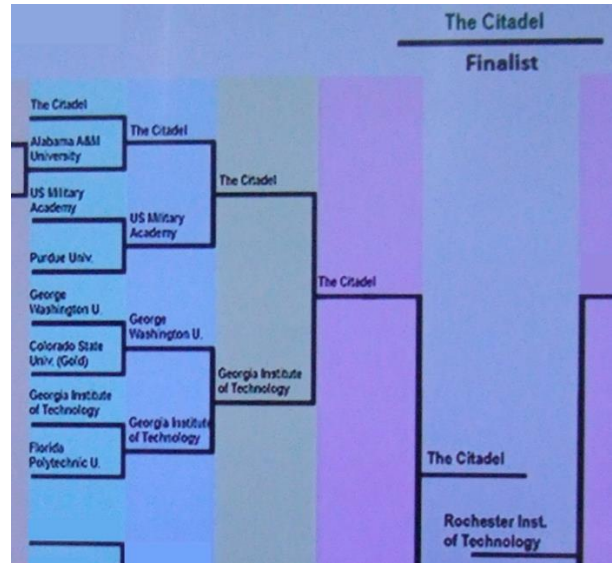 The Citadel
Finalist
The Citadel
Alabama A&M
University
US Military
Academy
Purdue Univ.
George
Washington U.
Colorado State
Univ. (Gold)
Georgia Institute
of Technology
Florida
Polytechnic U.
The Citadel
US Military
Academy
George
Washington U.
Georgia Institute
of Technology
The Citadel
Georgia Institute
of Technology
The Citadel
The Citadel
Rochester Inst.
of Technology